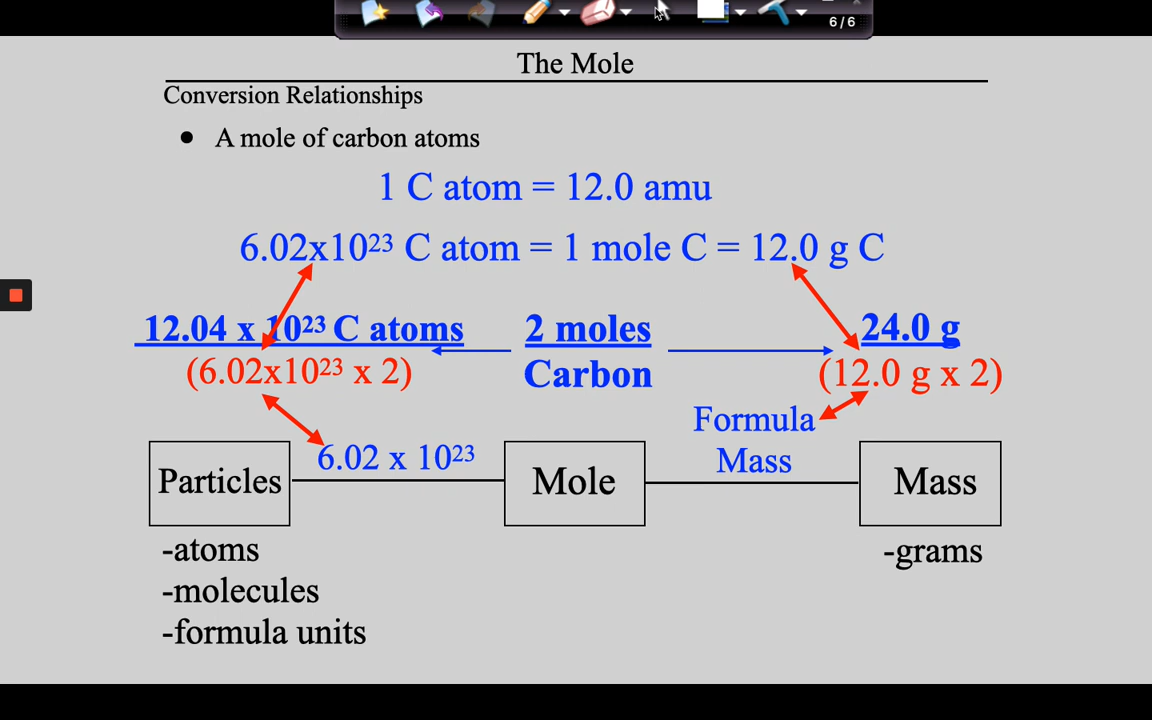 6/6
The Mole
Conversion Relationships
● A mole of carbon atoms
1 C atom = 12.0 amu
6.02x10²³ C atom = 1 mole C = 12.0 g C
12.04 x 10²³ C atoms 2 moles 24.0 g
(6.02x10²³ x 2) Carbon (12.0 g x 2)
Formula
6.02 x 10²³ Mass
Particles Mole Mass
-atoms -grams
-molecules
-formula units